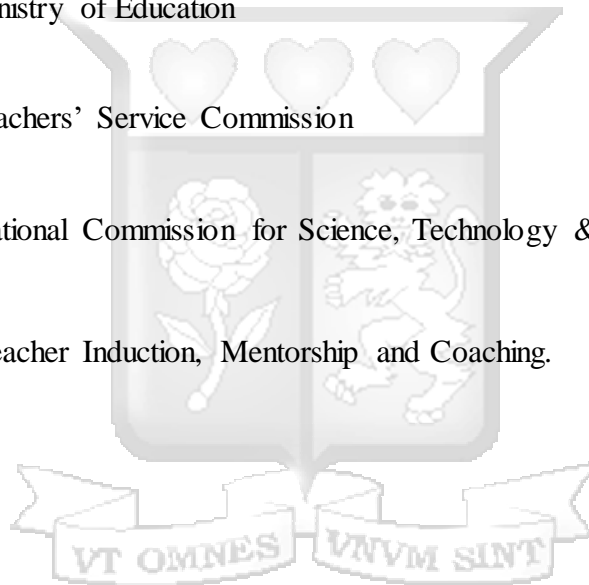 nistry of Education
achers’ Service Commission
ational Commission for Science, Technology &
eacher Induction, Mentorship and Coaching.
VT OMNES VNVM SINT